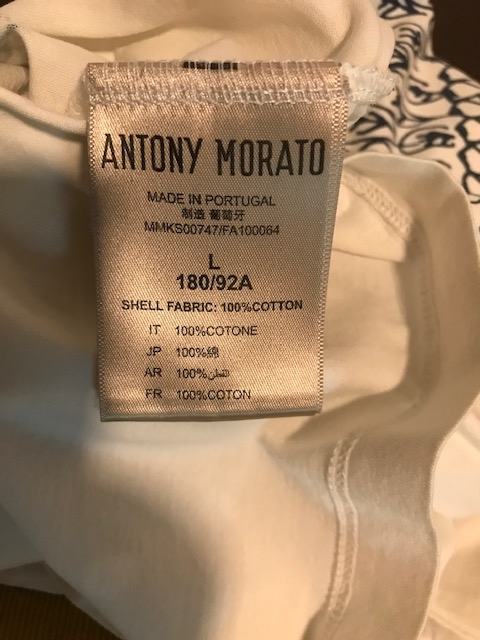 ANTONY MORATO
MADE IN PORTUGAL
制造 葡萄牙
MMKS00747/FA100064
L
180/92A
SHELL FABRIC: 100%COTTON
IT 100%COTONE
JP 100%綿
AR 100%القطن
FR 100%COTON